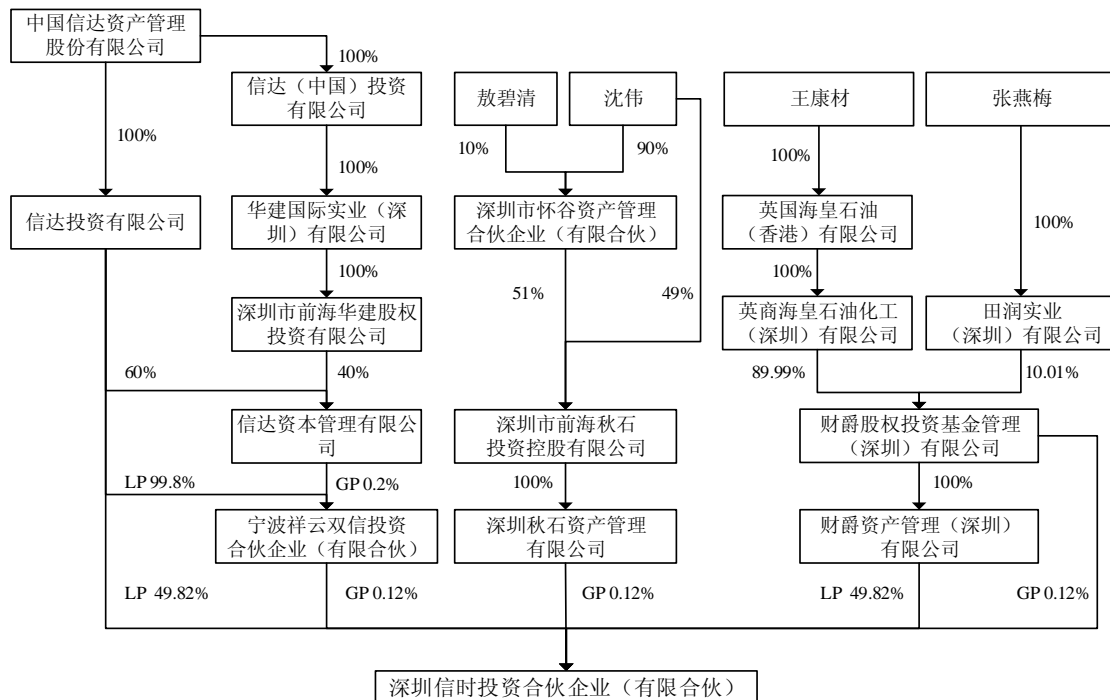 中国信达资产管理
股份有限公司
100%
信达（中国）投资
有限公司
敖碧清
沈伟
王康材
张燕梅
100%
100%
10%
90%
100%
100%
信达投资有限公司
华建国际实业（深
圳）有限公司
深圳市怀谷资产管理
合伙企业（有限合伙）
英国海皇石油
（香港）有限公司
100%
51%
49%
100%
深圳市前海华建股权
投资有限公司
英商海皇石油化工
（深圳）有限公司
田润实业
（深圳）有限公司
60%
40%
89.99%
10.01%
信达资本管理有限公
司
深圳市前海秋石
投资控股有限公司
财爵股权投资基金管理
（深圳）有限公司
LP 99.8%
GP 0.2%
100%
100%
宁波祥云双信投资
合伙企业（有限合伙）
深圳秋石资产管理
有限公司
财爵资产管理（深圳）
有限公司
LP 49.82%
GP 0.12%
GP 0.12%
LP 49.82%
GP 0.12%
深圳信时投资合伙企业（有限合伙）